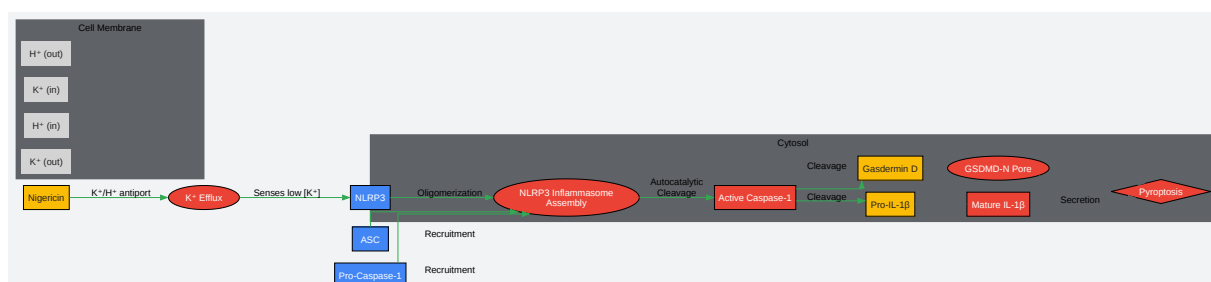 Cell Membrane
H⁺ (out)
K⁺ (in)
H⁺ (in)
K⁺ (out)
Cytosol
Nigericin
K⁺/H⁺ antiport
K⁺ Efflux
Senses low [K⁺]
NLRP3
Oligomerization
NLRP3 Inflammasome
Assembly
Autocatalytic
Cleavage
Active Caspase-1
Cleavage
Gasdermin D
GSDMD-N Pore
Cleavage
Pro-IL-1β
Mature IL-1β
Secretion
Pyroptosis
ASC
Recruitment
Pro-Caspase-1
Recruitment